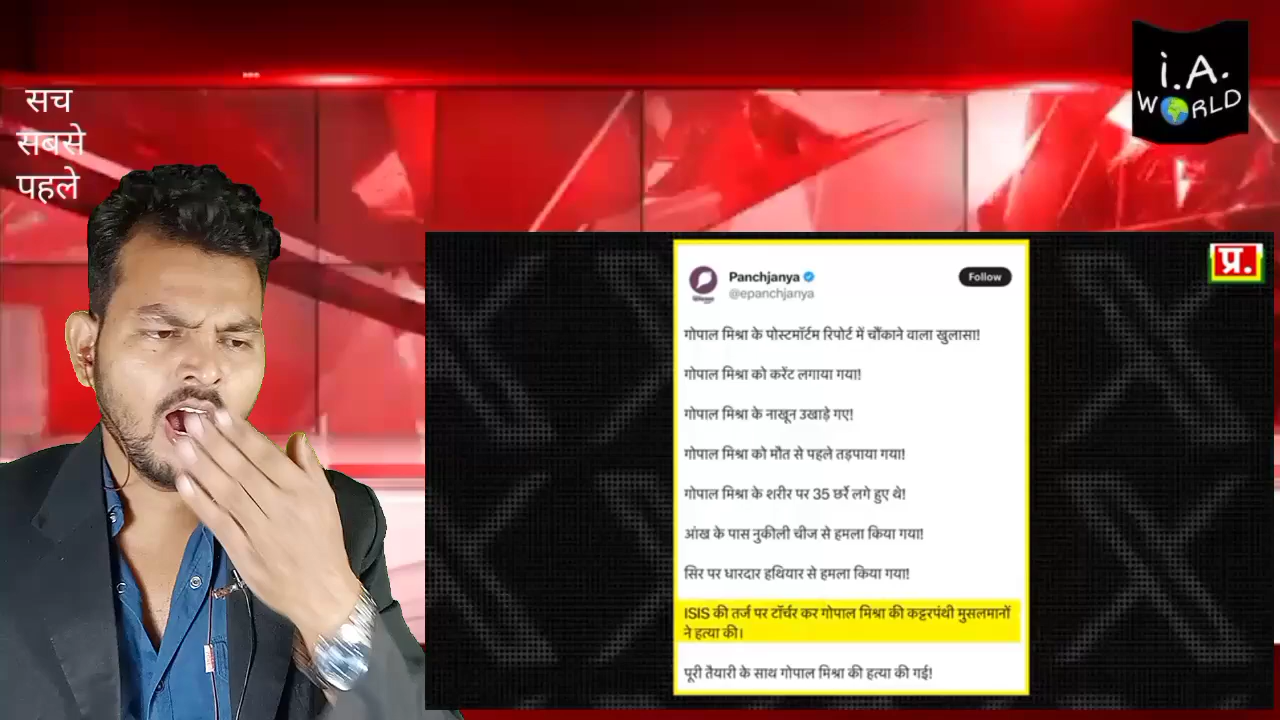 सच
सबसे
पहले
i.A.
WORLD
प्र.
Panchjanya
Follow
@epanchjanya
गोपाल मिश्रा के पोस्टमॉर्टम रिपोर्ट में चौंकाने वाला खुलासा!
गोपाल मिश्रा को करेंट लगाया गया!
गोपाल मिश्रा के नाखून उखाड़े गए!
गोपाल मिश्रा को मौत से पहले तड़पाया गया!
गोपाल मिश्रा के शरीर पर 35 छर्रे लगे हुए थे!
आंख के पास नुकीली चीज से हमला किया गया!
सिर पर धारदार हथियार से हमला किया गया!
ISIS की तर्ज पर टॉर्चर कर गोपाल मिश्रा की कट्टरपंथी मुसलमानों
ने हत्या की।
पूरी तैयारी के साथ गोपाल मिश्रा की हत्या की गई!